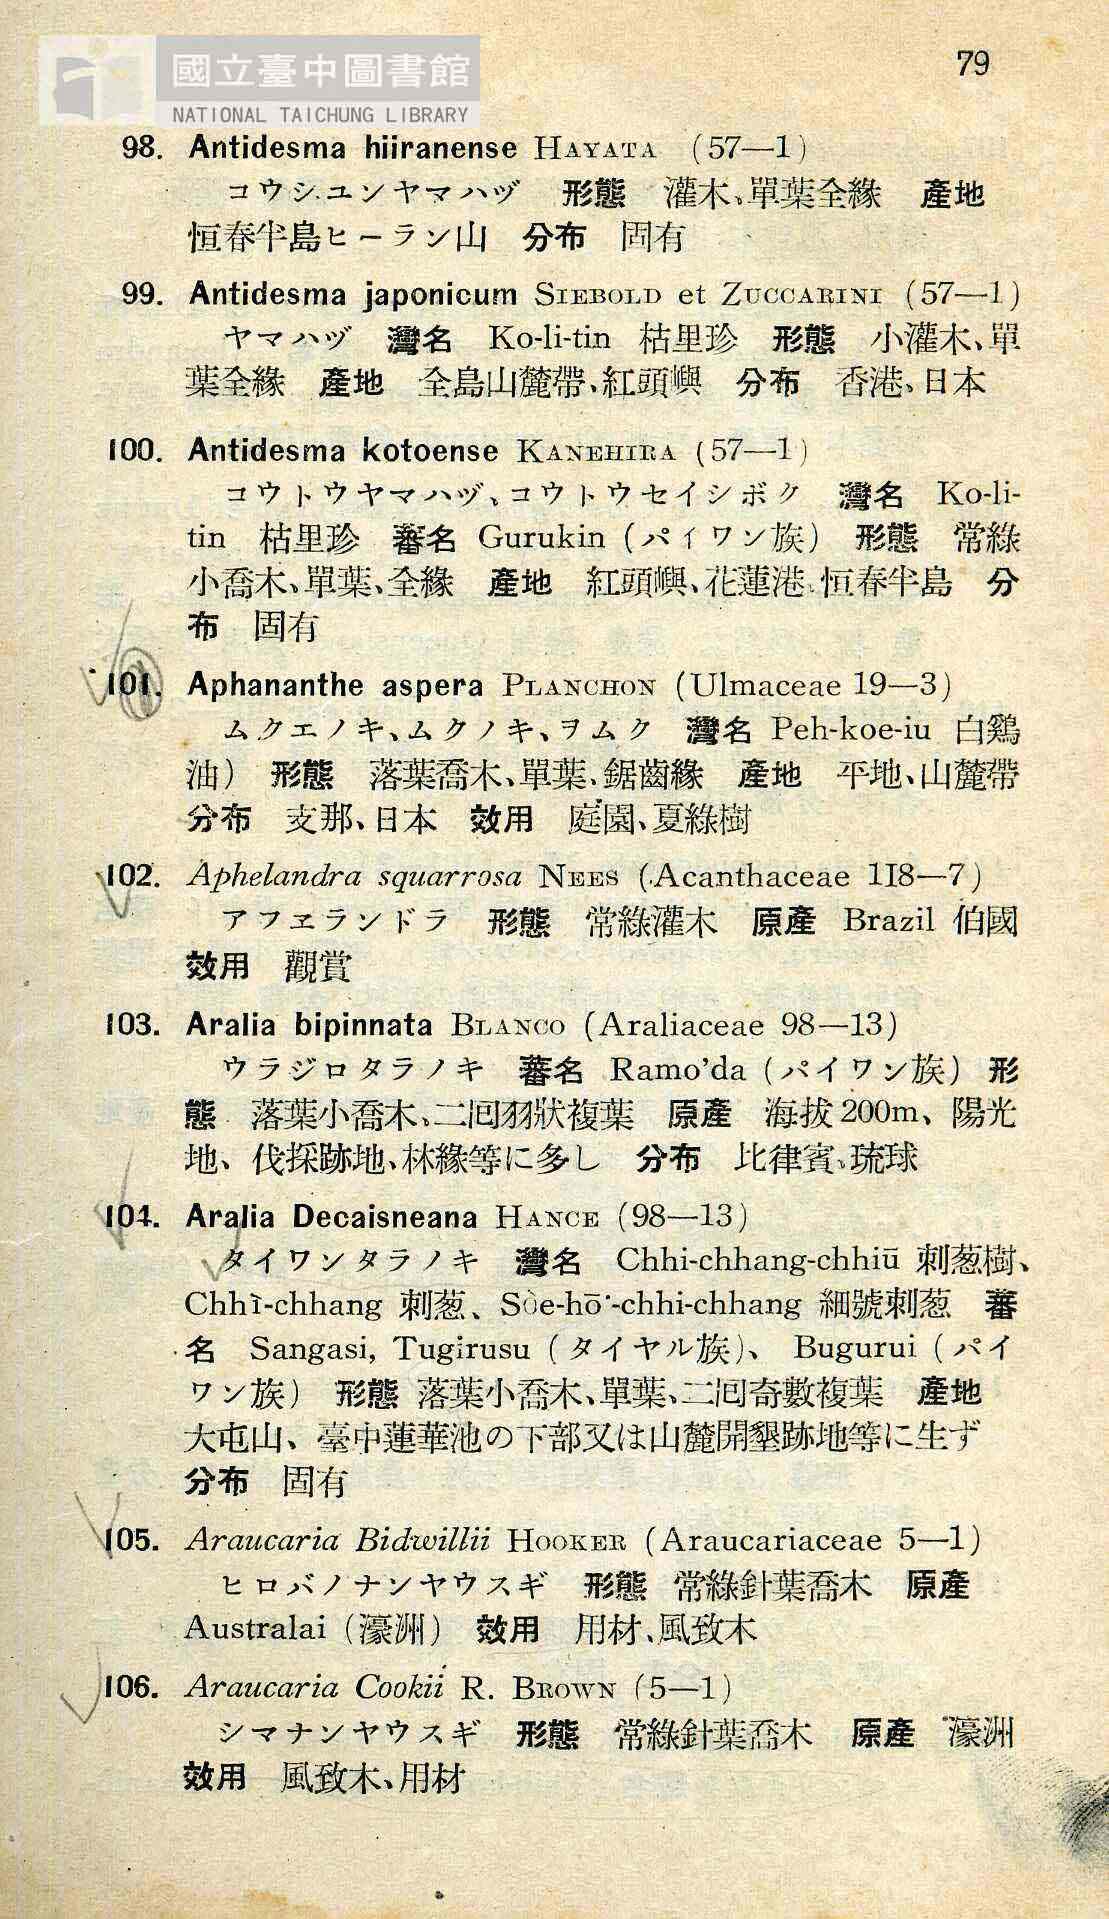 國立臺中圖書館
NATIONAL TAICHUNG LIBRARY
79
98. Antidesma hiiranense HAYATA (57—1)
コウシユンヤマハヅ 形態 灌木、單葉全緣 產地
恒春半島ヒーラン山 分布 固有
99. Antidesma japonicum SIEBOLD et ZUCCARINI (57—1)
ヤマハヅ 灣名 Ko-li-tin 枯里珍 形態 小灌木、單
葉全緣 產地 全島山麓帶、紅頭嶼 分布 香港、日本
100. Antidesma kotoense KANEHIRA (57—1)
コウトウヤマハヅ、コウトウセイシボク 灣名 Ko-li-
tin 枯里珍 蕃名 Gurukin (パイワン族) 形態 常綠
小喬木、單葉、全緣 產地 紅頭嶼、花蓮港、恒春半島 分
布 固有
101. Aphananthe aspera PLANCHON (Ulmaceae 19—3)
ムクエノキ、ムクノキ、ヲムク 灣名 Peh-koe-iu 白鷄
油) 形態 落葉喬木、單葉、鋸齒緣 產地 平地、山麓帶
分布 支那、日本 效用 庭園、夏綠樹
102. Aphelandra squarrosa NEES (Acanthaceae 118—7)
アフエランドラ 形態 常綠灌木 原產 Brazil 伯國
效用 觀賞
103. Aralia bipinnata BLANCO (Araliaceae 98—13)
ウラジロタラノキ 蕃名 Ramo'da (パイワン族) 形
態 落葉小喬木、二囘羽狀複葉 原產 海拔200m、陽光
地、伐採跡地、林緣等に多し 分布 比律賓、琉球
104. Aralia Decaisneana HANCE (98—13)
タイワンタラノキ 灣名 Chhi-chhang-chhiū 刺葱樹、
Chhì-chhang 刺葱、Sòe-hō·-chhi-chhang 細號刺葱 蕃
名 Sangasi, Tugirusu (タイヤル族)、 Bugurui (パイ
ワン族) 形態 落葉小喬木、單葉、二囘奇數複葉 產地
大屯山、臺中蓮華池の下部又は山麓開墾跡地等に生ず
分布 固有
105. Araucaria Bidwillii HOOKER (Araucariaceae 5—1)
ヒロバノナンヤウスギ 形態 常綠針葉喬木 原產
Australai (濠洲) 效用 用材、風致木
106. Araucaria Cookii R. BROWN (5—1)
シマナンヤウスギ 形態 常綠針葉喬木 原產 濠洲
效用 風致木、用材